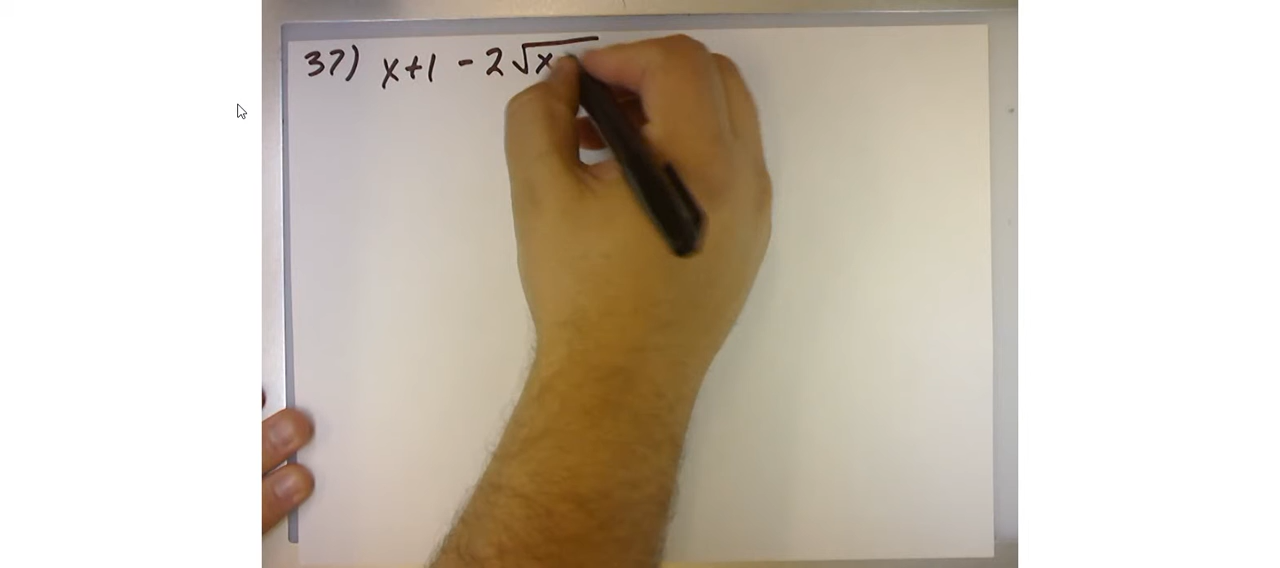 37) x+1 - 2√x